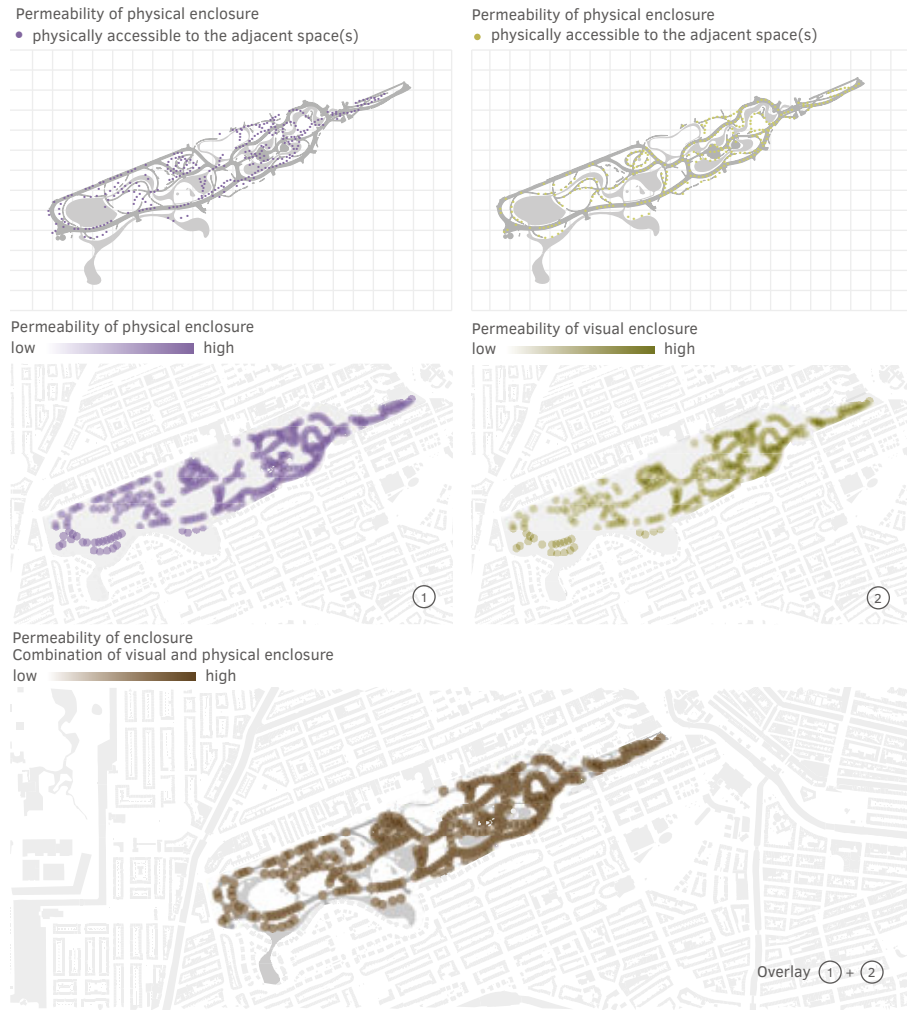 Permeability of physical enclosure
physically accessible to the adjacent space(s)
Permeability of physical enclosure
physically accessible to the adjacent space(s)
Permeability of physical enclosure
low high
Permeability of visual enclosure
low high
1
2
Permeability of enclosure
Combination of visual and physical enclosure
low high
Overlay 1 + 2